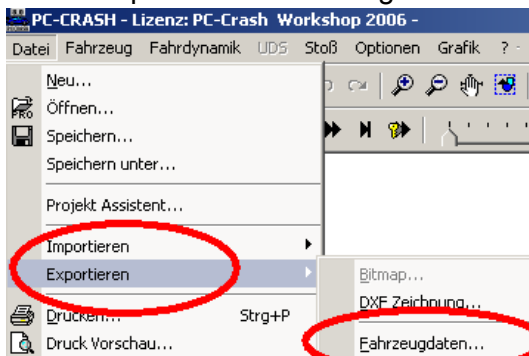 PC-CRASH - Lizenz: PC-Crash Workshop 2006 -
Datei Fahrzeug Fahrdynamik UDS Stoß Optionen Grafik ?
Neu...
Öffnen...
Speichern...
Speichern unter...
Projekt Assistent...
Importieren
Exportieren
Bitmap...
DXF Zeichnung...
Drucken... Strg+P
Fahrzeugdaten...
Druck Vorschau...